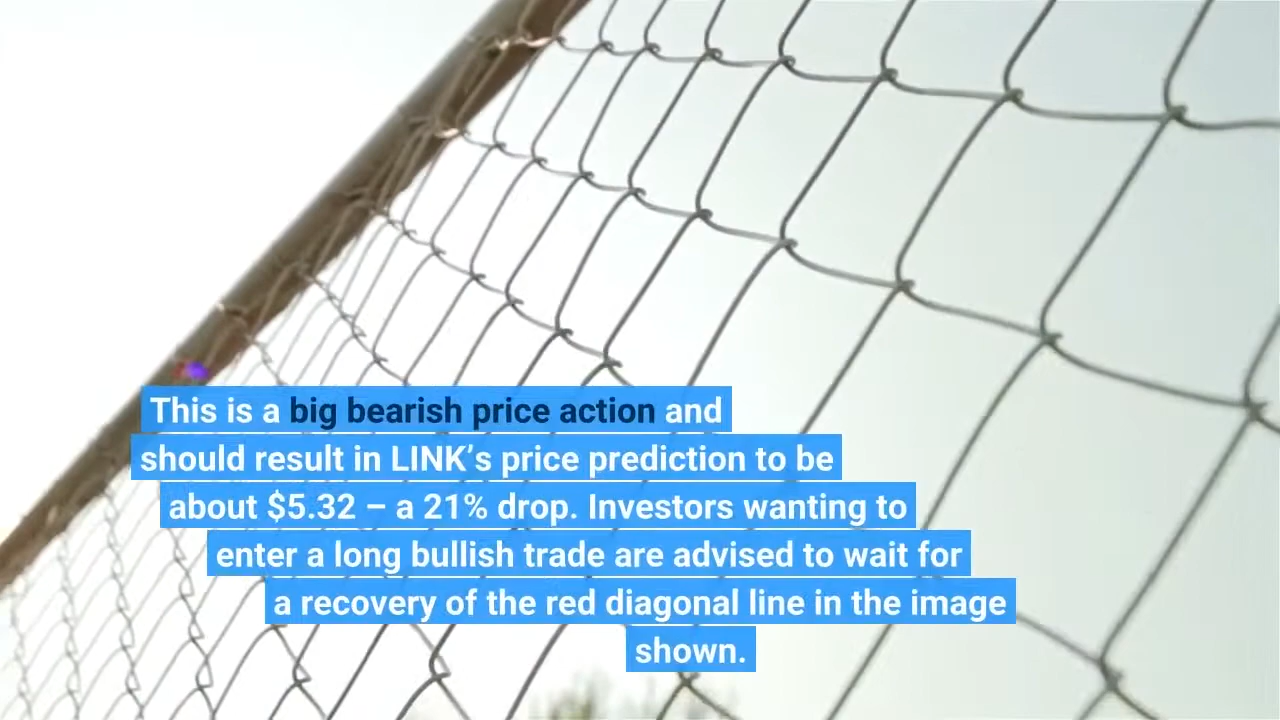 This is a big bearish price action and
should result in LINK’s price prediction to be
about $5.32 – a 21% drop. Investors wanting to
enter a long bullish trade are advised to wait for
a recovery of the red diagonal line in the image
shown.